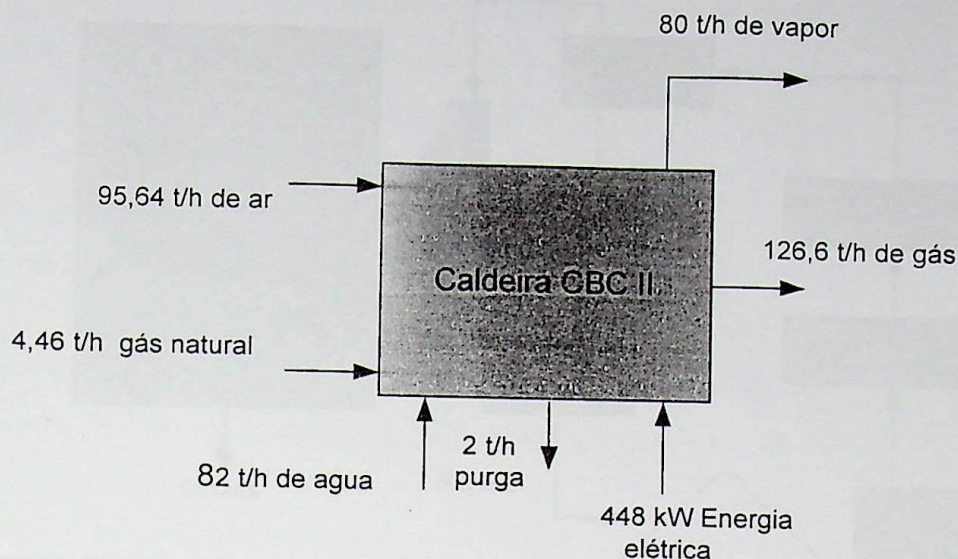 80 t/h de vapor
95,64 t/h de ar
126,6 t/h de gás
Caldeira CBC II
4,46 t/h gás natural
82 t/h de agua
2 t/h
purga
448 kW Energia
elétrica